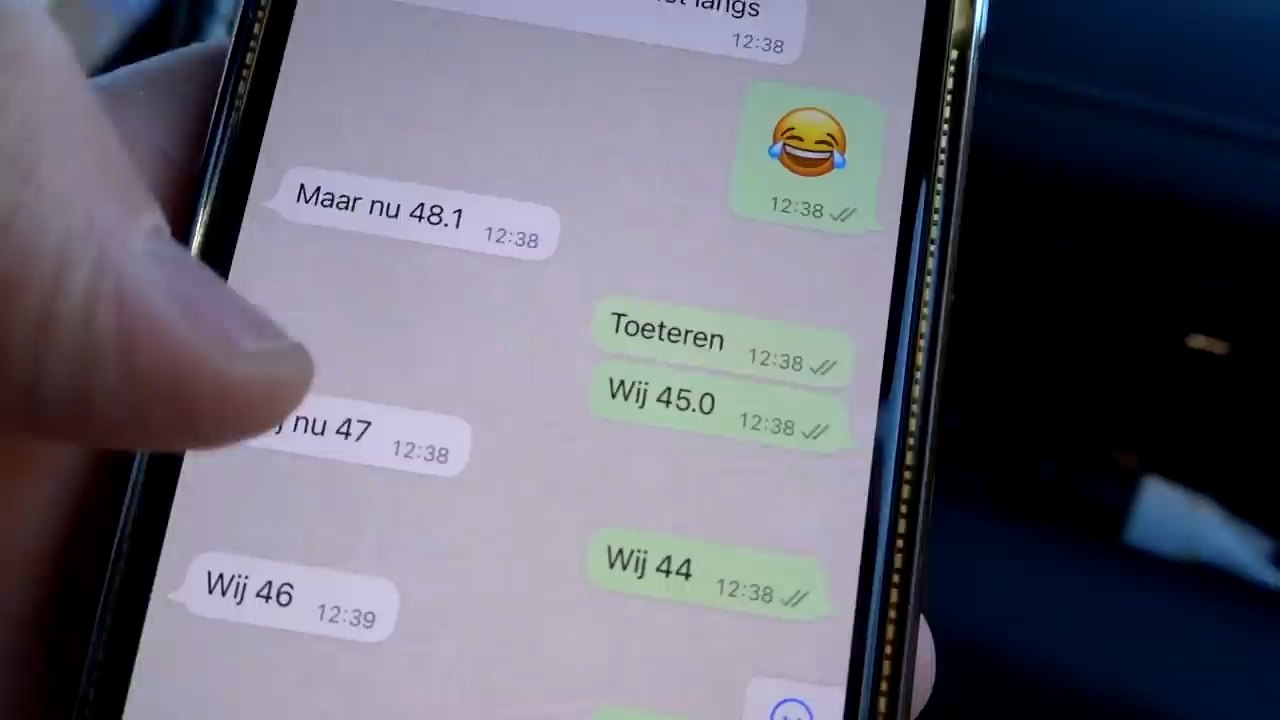 langs
12:38
12:38
Maar nu 48.1 12:38
Toeteren 12:38
Wij 45.0 12:38
nu 47 12:38
Wij 44 12:38
Wij 46 12:39